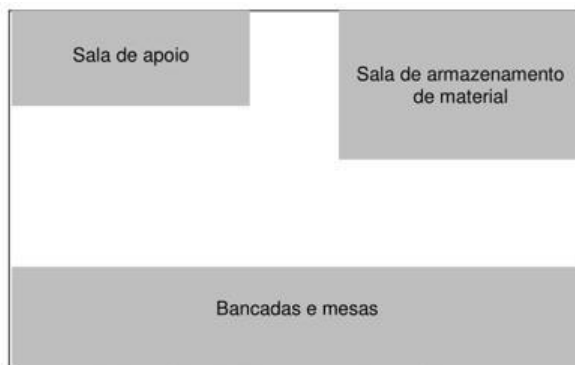 Sala de apoio
Sala de armazenamento
de material
Bancadas e mesas